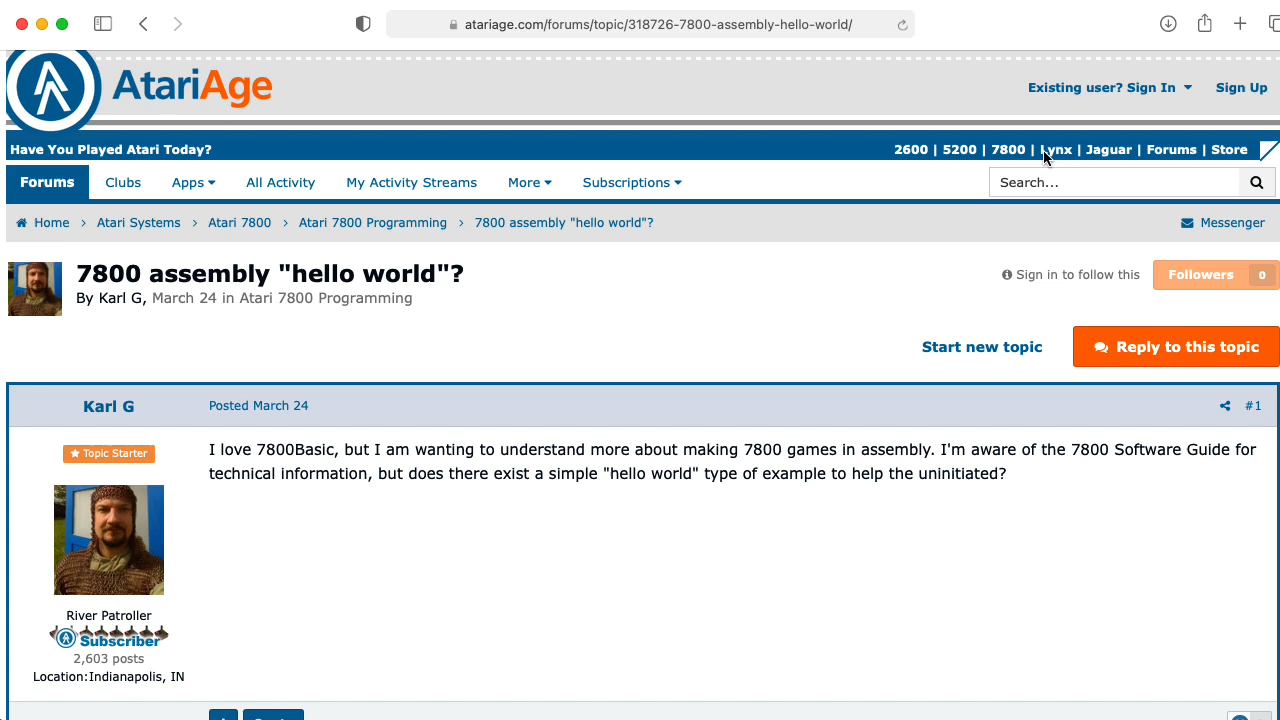 atariage.com/forums/topic/318726-7800-assembly-hello-world/
AtariAge
Existing user? Sign In Sign Up
Have You Played Atari Today?
2600 | 5200 | 7800 | Lynx | Jaguar | Forums | Store
Forums Clubs Apps All Activity My Activity Streams More Subscriptions
Search...
Home > Atari Systems > Atari 7800 > Atari 7800 Programming > 7800 assembly "hello world"?
Messenger
7800 assembly "hello world"?
By Karl G, March 24 in Atari 7800 Programming
Sign in to follow this
Followers 0
Start new topic
Reply to this topic
Karl G
Posted March 24
#1
Topic Starter
I love 7800Basic, but I am wanting to understand more about making 7800 games in assembly. I'm aware of the 7800 Software Guide for
technical information, but does there exist a simple "hello world" type of example to help the uninitiated?
River Patroller
Subscriber
2,603 posts
Location:Indianapolis, IN